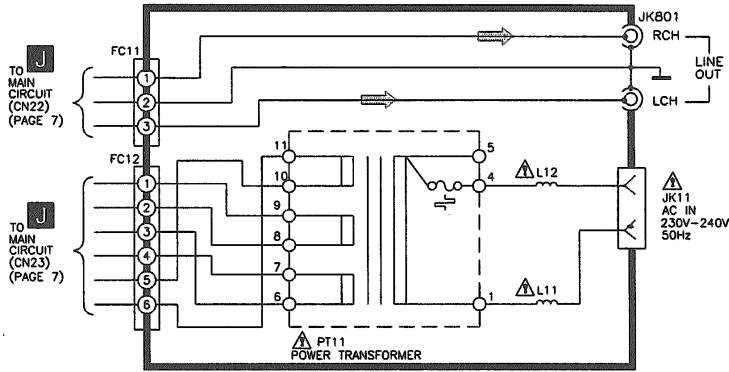 JK801
RCH
LINE
OUT
LCH
J
TO
MAIN
CIRCUIT
(CN22)
(PAGE 7)
FC11
1
2
3
J
TO
MAIN
CIRCUIT
(CN23)
(PAGE 7)
FC12
1
2
3
4
5
6
11
10
9
8
7
6
5
4
1
L12
L11
JK11
AC IN
230V-240V
50Hz
PT11
POWER TRANSFORMER